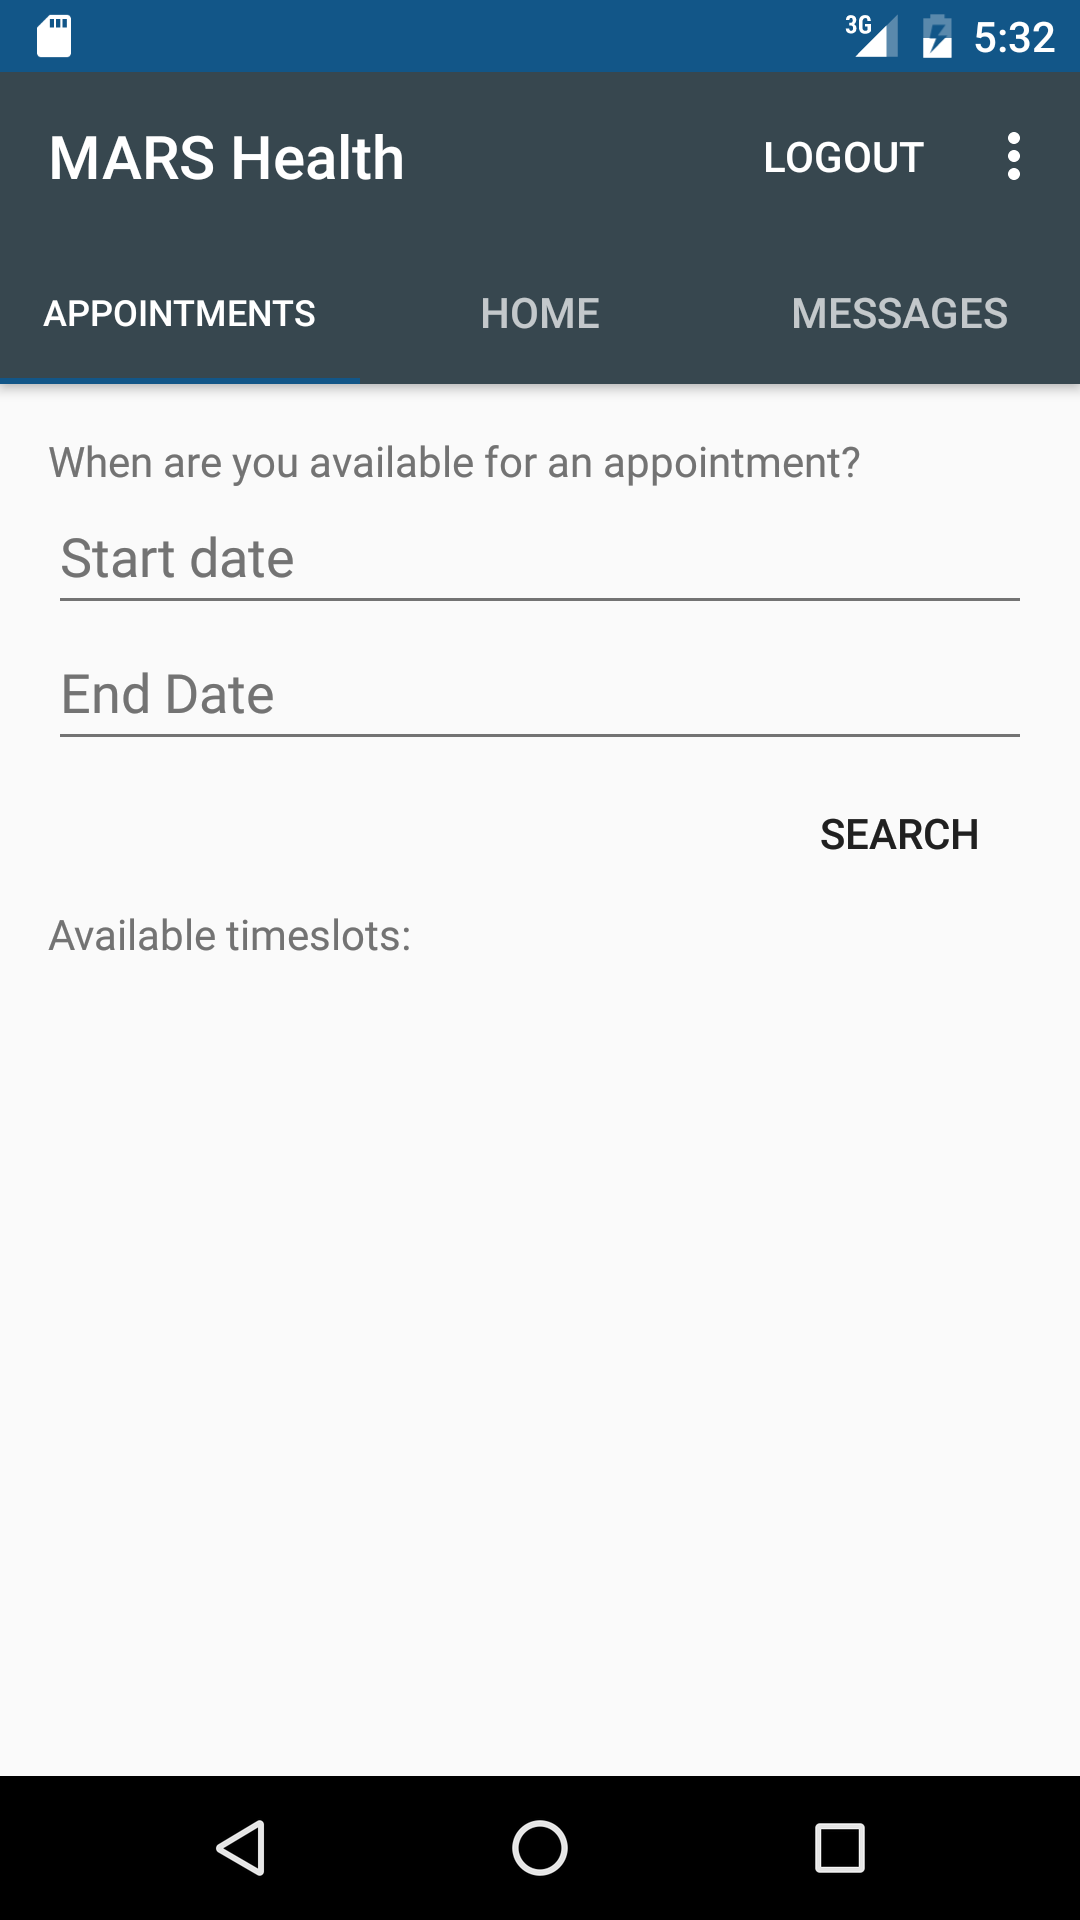 3G 5:32
MARS Health LOGOUT
APPOINTMENTS HOME MESSAGES
When are you available for an appointment?
Start date
End Date
SEARCH
Available timeslots: